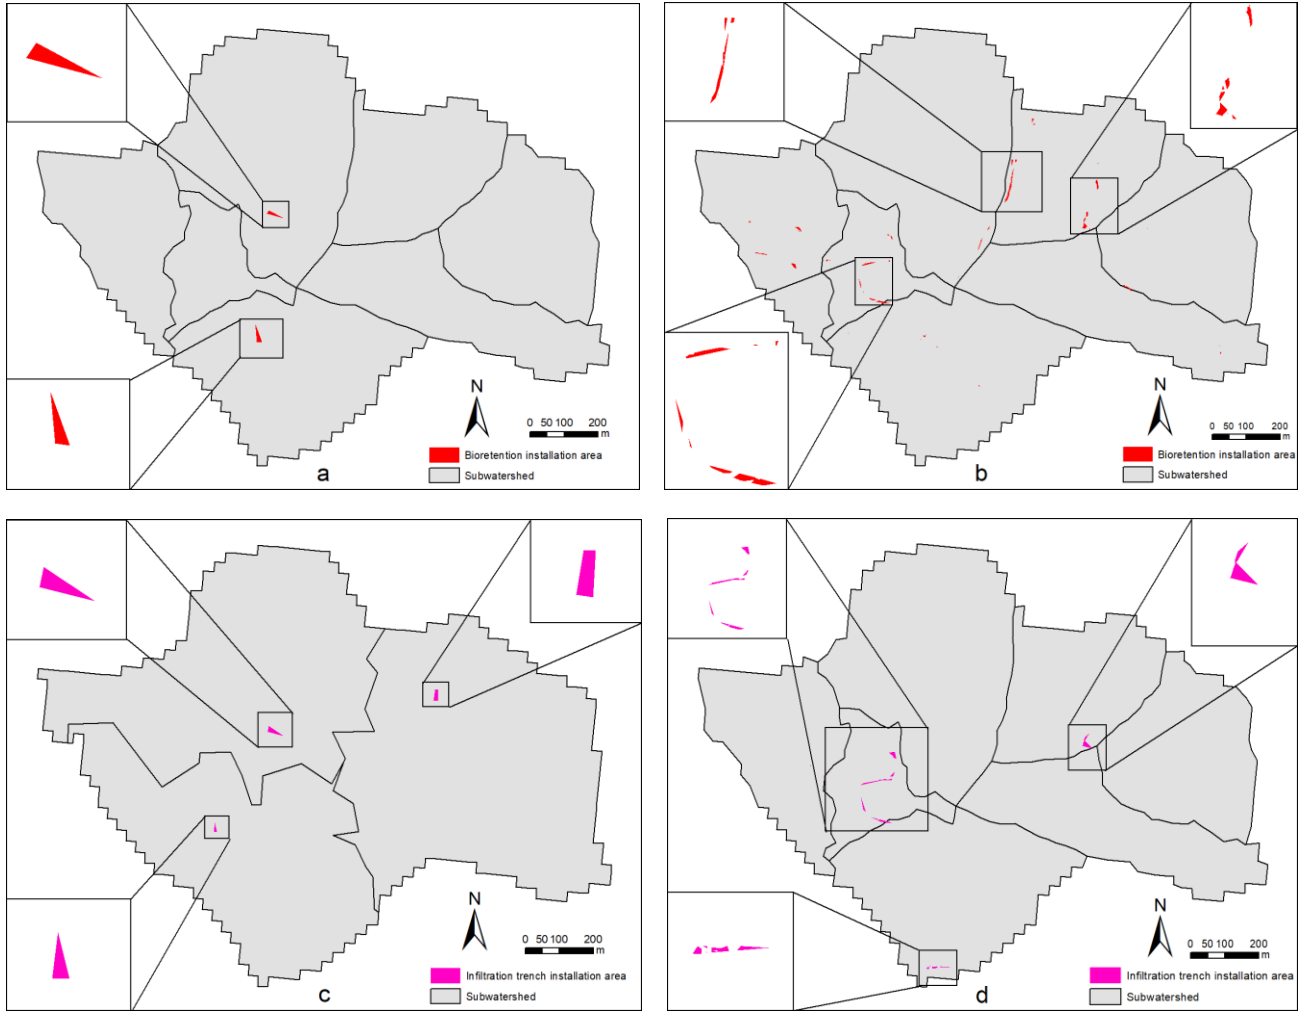 N
0 50 100 200
m
Bioretention installation area
Subwatershed
a
N
0 50 100 200
m
Bioretention installation area
Subwatershed
b
N
0 50 100 200
m
Infiltration trench installation area
Subwatershed
c
N
0 50 100 200
m
Infiltration trench installation area
Subwatershed
d